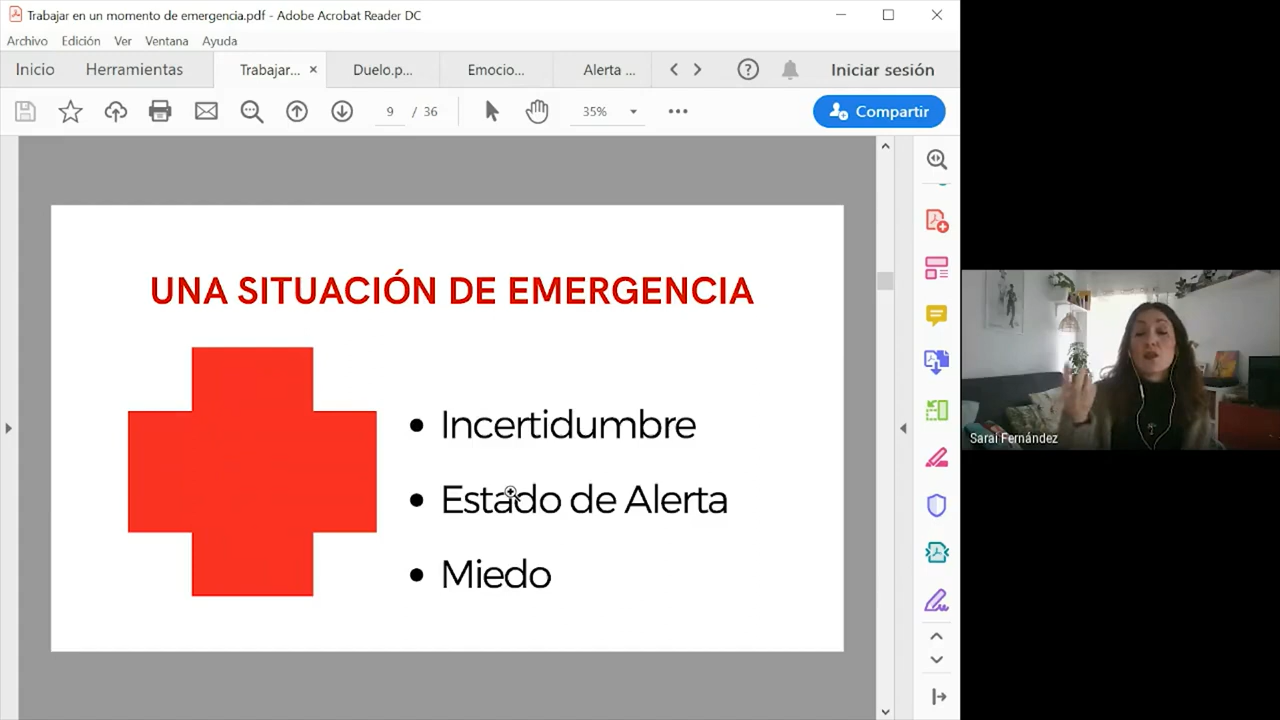 Trabajar en un momento de emergencia.pdf - Adobe Acrobat Reader DC
Archivo Edición Ver Ventana Ayuda
Inicio Herramientas Trabajar... Duelo.p... Emocio... Alerta ... Iniciar sesión
9 / 36 35% Compartir
UNA SITUACIÓN DE EMERGENCIA
• Incertidumbre
• Estado de Alerta
• Miedo
Sarai Fernández